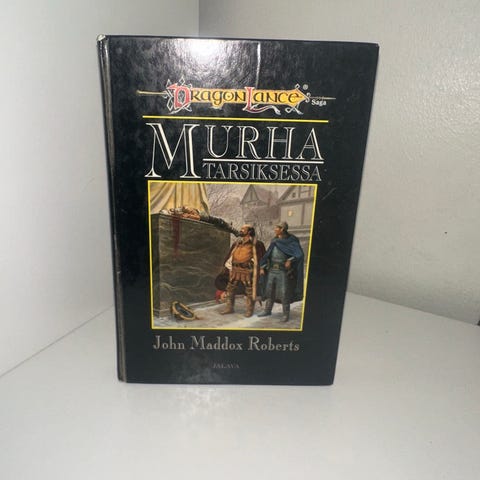 DRAGONLANCE®
Saga
MURHA
TARSIKSESSA
John Maddox Roberts
JALAVA